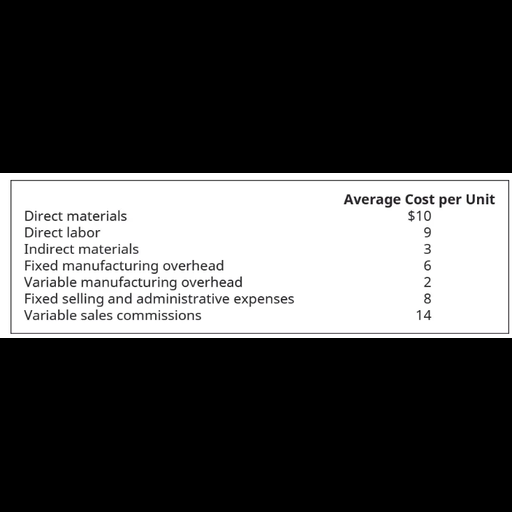 Average Cost per Unit
Direct materials $10
Direct labor 9
Indirect materials 3
Fixed manufacturing overhead 6
Variable manufacturing overhead 2
Fixed selling and administrative expenses 8
Variable sales commissions 14